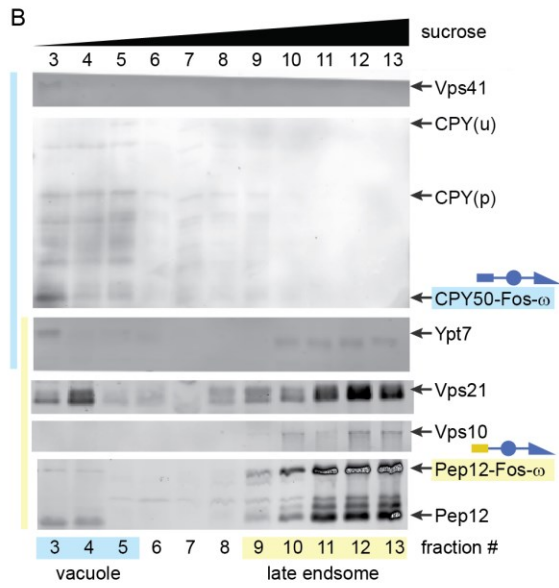 B
sucrose
3 4 5 6 7 8 9 10 11 12 13
Vps41
CPY(u)
CPY(p)
CPY50-Fos-ω
Ypt7
Vps21
Vps10
Pep12-Fos-ω
Pep12
3 4 5 6 7 8 9 10 11 12 13 fraction #
vacuole late endsome